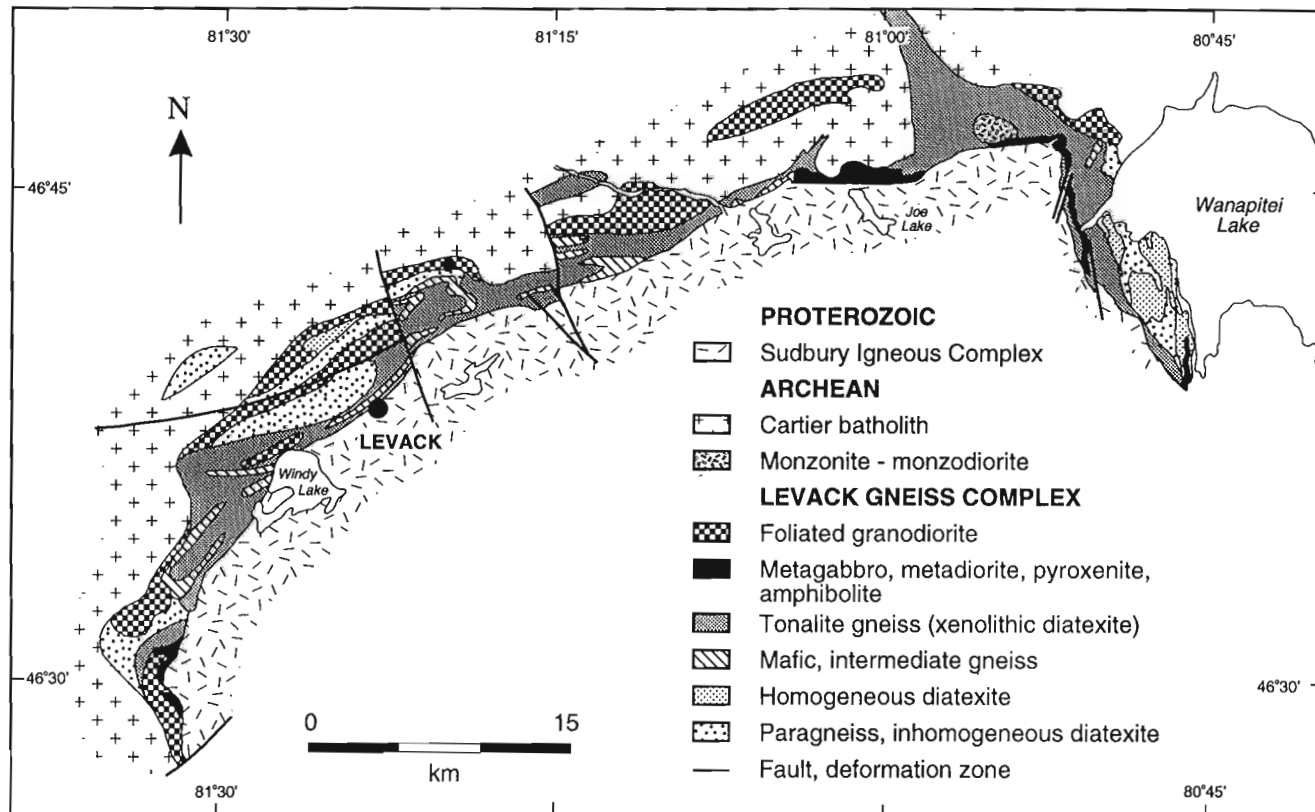 81°30'
81°15'
81°00'
80°45'
N
46°45'
Wanapitei
Lake
Joe
Lake
PROTEROZOIC
Sudbury Igneous Complex
ARCHEAN
Cartier batholith
LEVACK
Monzonite - monzodiorite
Windy
Lake
LEVACK GNEISS COMPLEX
Foliated granodiorite
Metagabbro, metadiorite, pyroxenite,
amphibolite
Tonalite gneiss (xenolithic diatexite)
Mafic, intermediate gneiss
46°30'
46°30'
Homogeneous diatexite
0
15
Paragneiss, inhomogeneous diatexite
km
Fault, deformation zone
81°30'
80°45'